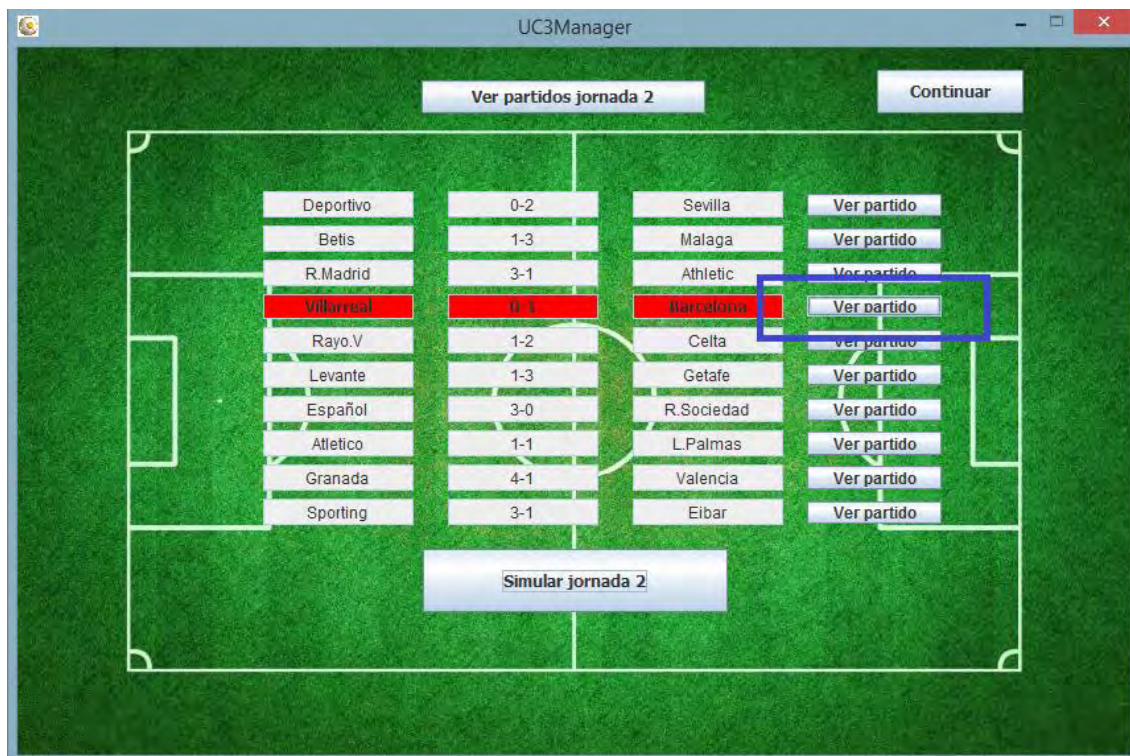 UC3Manager
Ver partidos jornada 2 Continuar
Deportivo 0-2 Sevilla Ver partido
Betis 1-3 Malaga Ver partido
R.Madrid 3-1 Athletic Ver partido
Villarreal 0-1 Barcelona Ver partido
Rayo.V 1-2 Celta Ver partido
Levante 1-3 Getafe Ver partido
Español 3-0 R.Sociedad Ver partido
Atletico 1-1 L.Palmas Ver partido
Granada 4-1 Valencia Ver partido
Sporting 3-1 Eibar Ver partido
Simular jornada 2